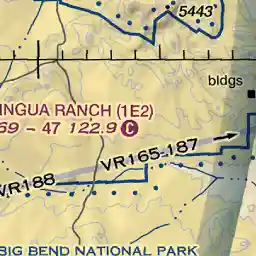 5443
bldgs
INGUA RANCH (1E2)
69 - 47 122.9 C
VR165-187
VR188
BIG BEND NATIONAL PARK